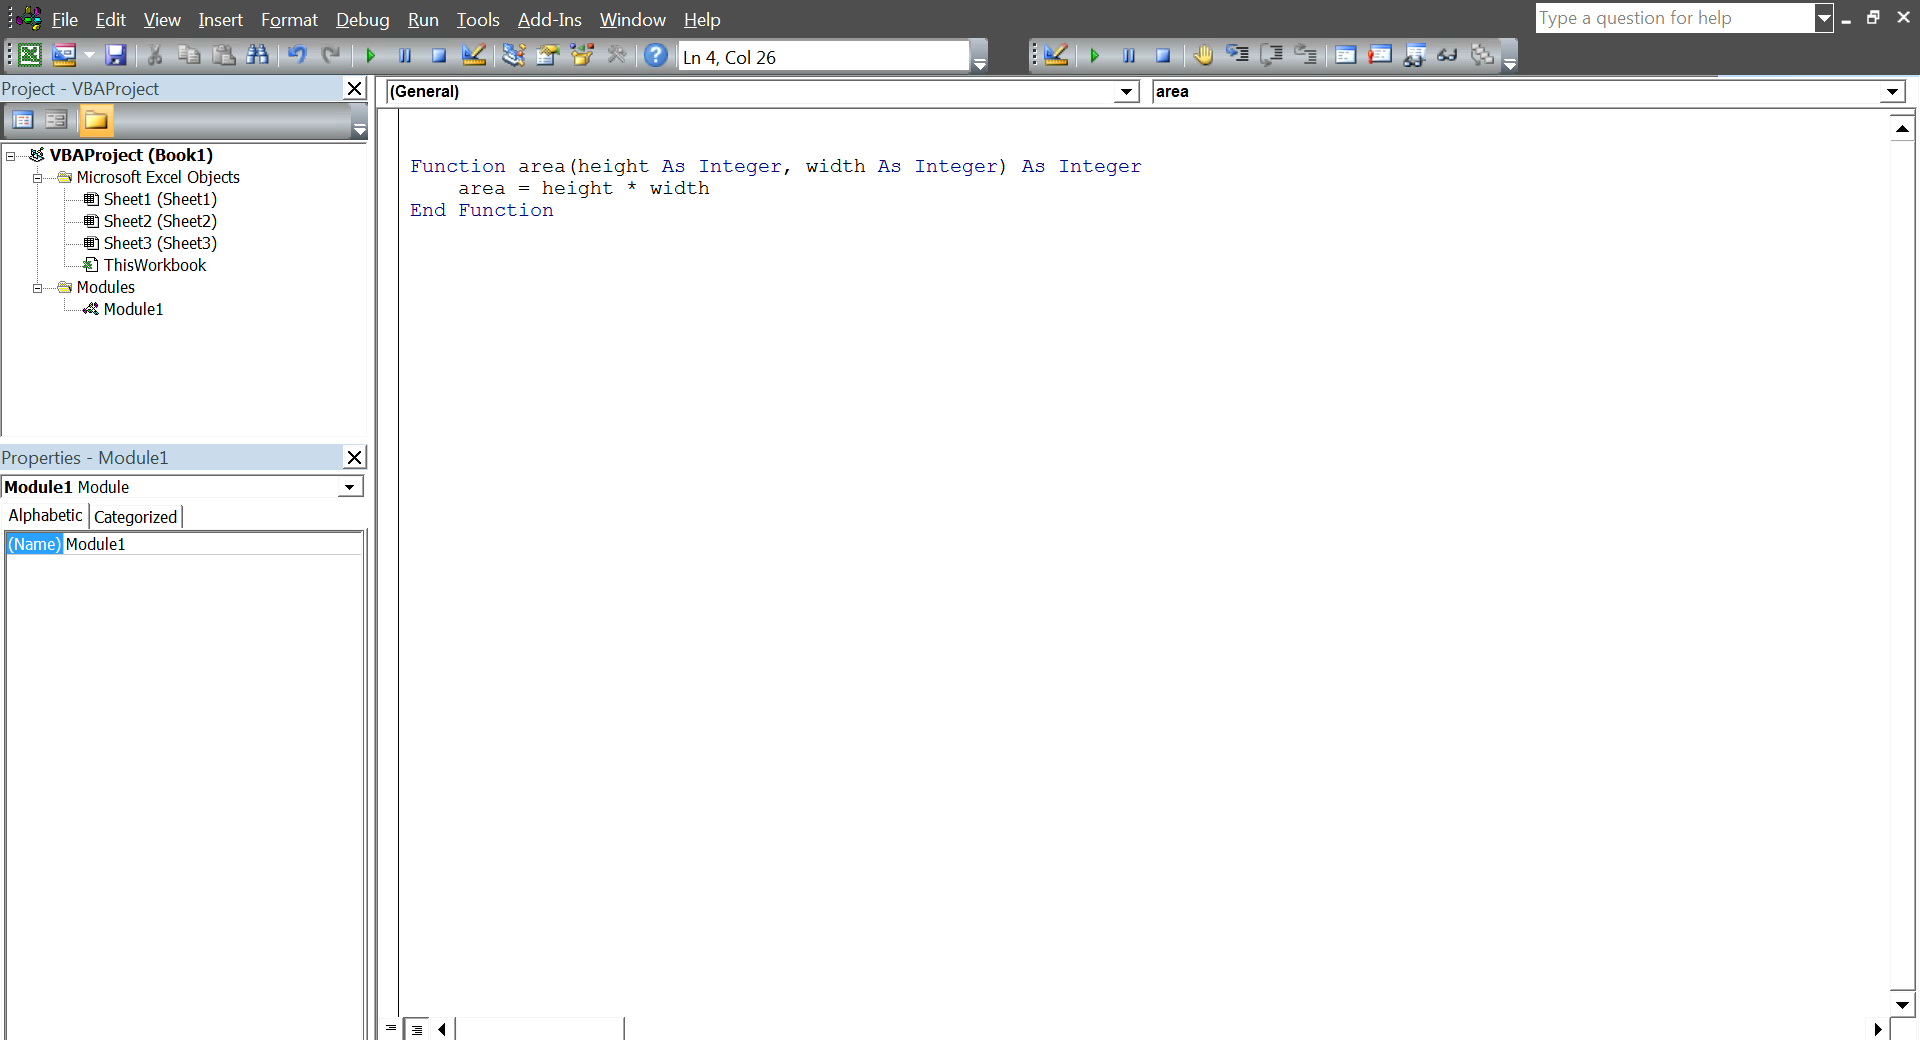 File Edit View Insert Format Debug Run Tools Add-Ins Window Help
Type a question for help
Ln 4, Col 26
Project - VBAProject
VBAProject (Book1)
Microsoft Excel Objects
Sheet1 (Sheet1)
Sheet2 (Sheet2)
Sheet3 (Sheet3)
ThisWorkbook
Modules
Module1
Properties - Module1
Module1 Module
Alphabetic Categorized
(Name) Module1
(General)
area
Function area(height As Integer, width As Integer) As Integer
    area = height * width
End Function